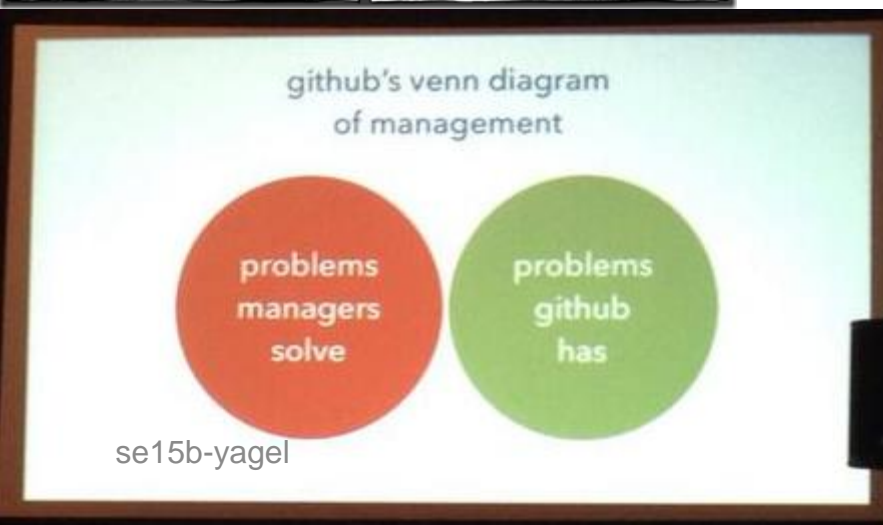 github's venn diagram
of management
problems
managers
solve
problems
github
has
se15b-yagel